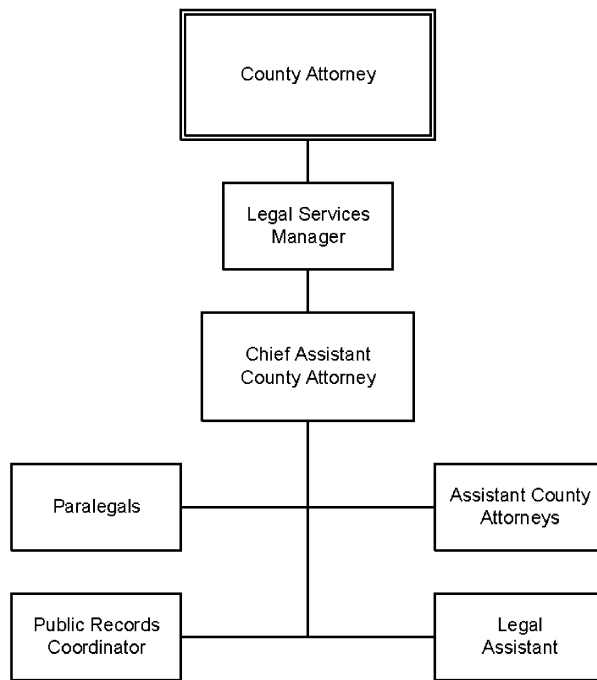 County Attorney
Legal Services
Manager
Chief Assistant
County Attorney
Paralegals
Assistant County
Attorneys
Public Records
Coordinator
Legal
Assistant